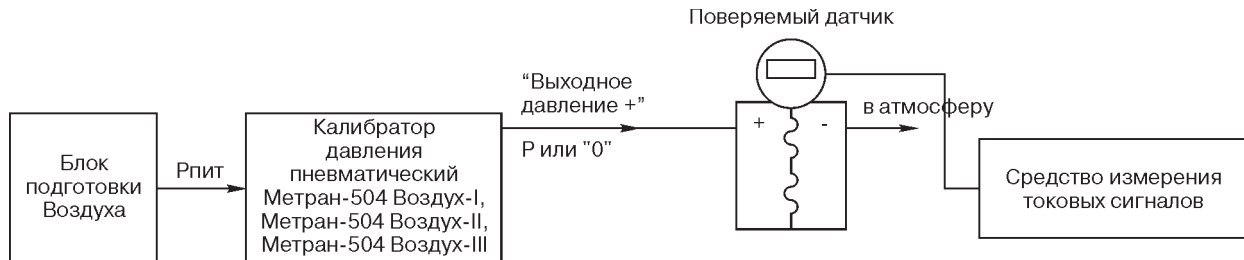 Поверяемый датчик
"Выходное
давление +"
в атмосферу
Калибратор
давления
пневматический
Метран-504 Воздух-I,
Метран-504 Воздух-II,
Метран-504 Воздух-III
+
-
Блок
подготовки
Воздуха
Рпит
Р или "0"
Средство измерения
токовых сигналов